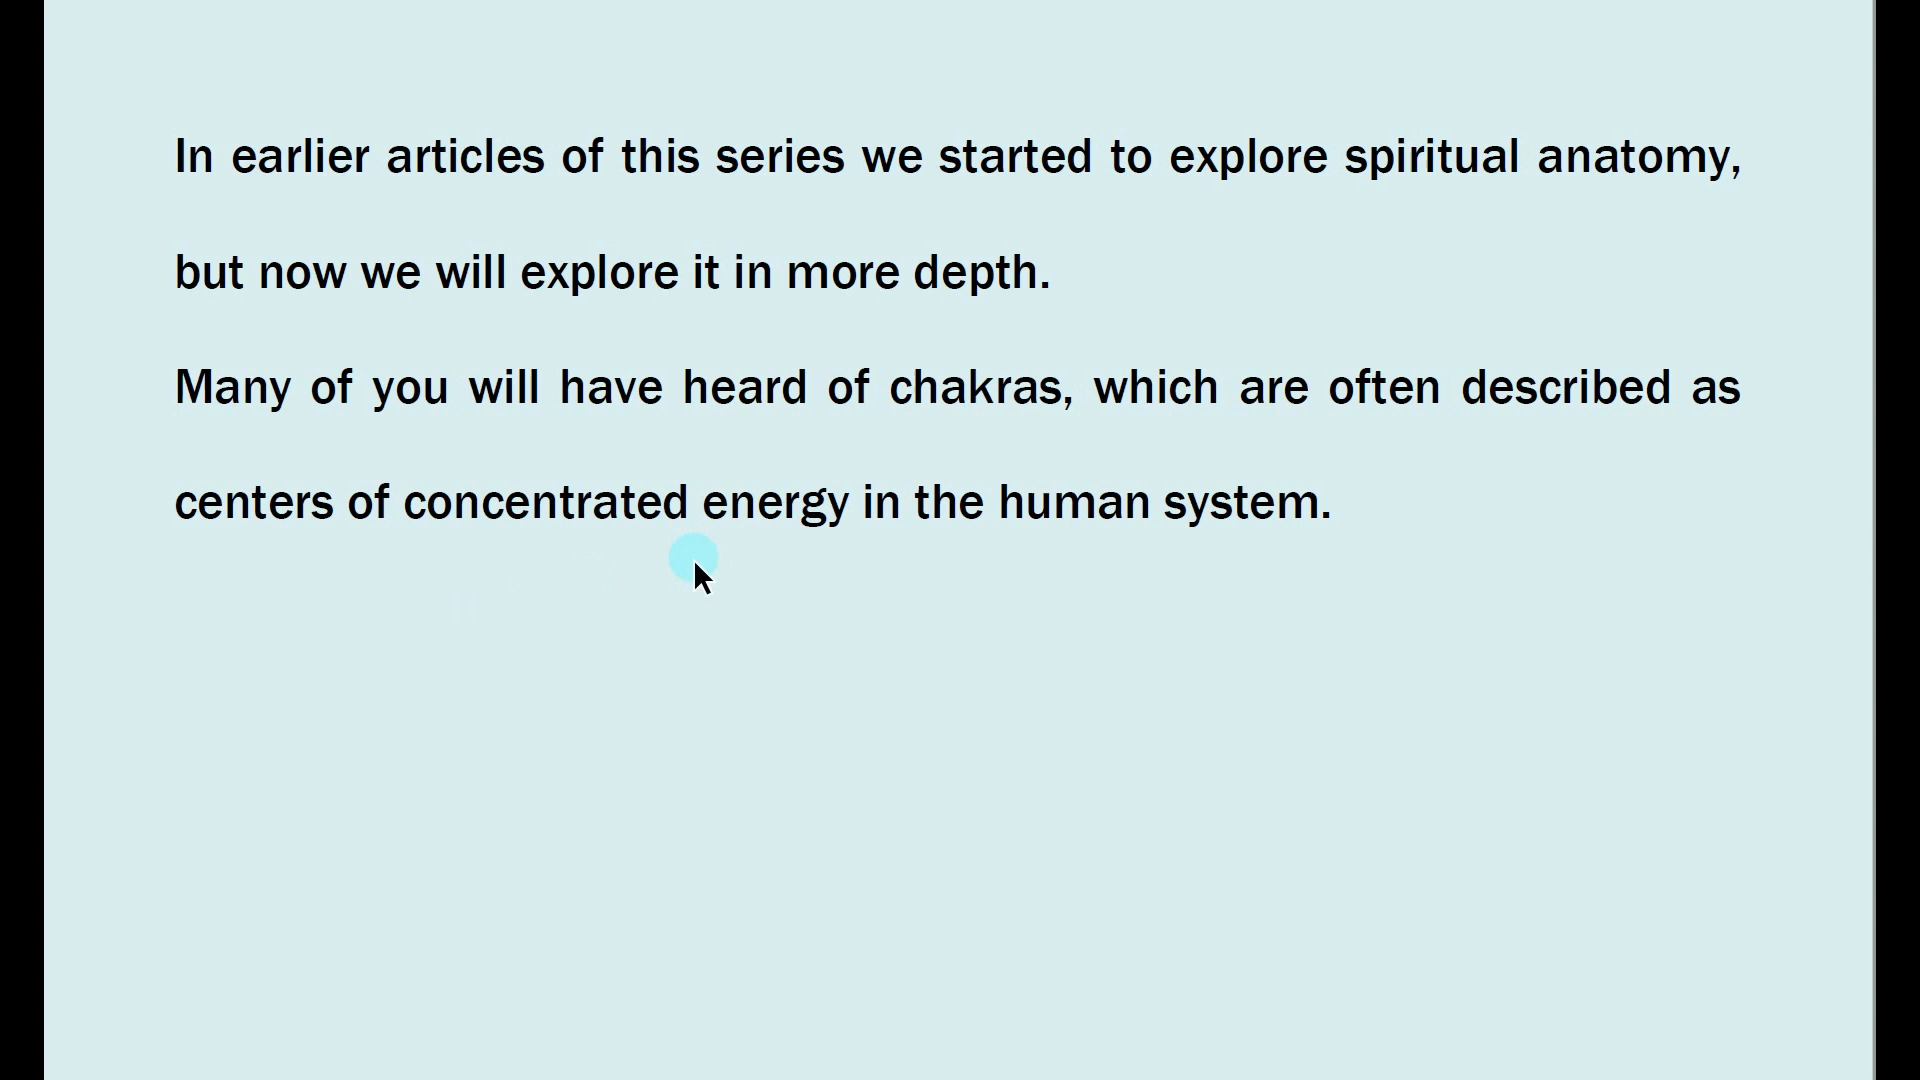 In earlier articles of this series we started to explore spiritual anatomy,
but now we will explore it in more depth.
Many of you will have heard of chakras, which are often described as
centers of concentrated energy in the human system.